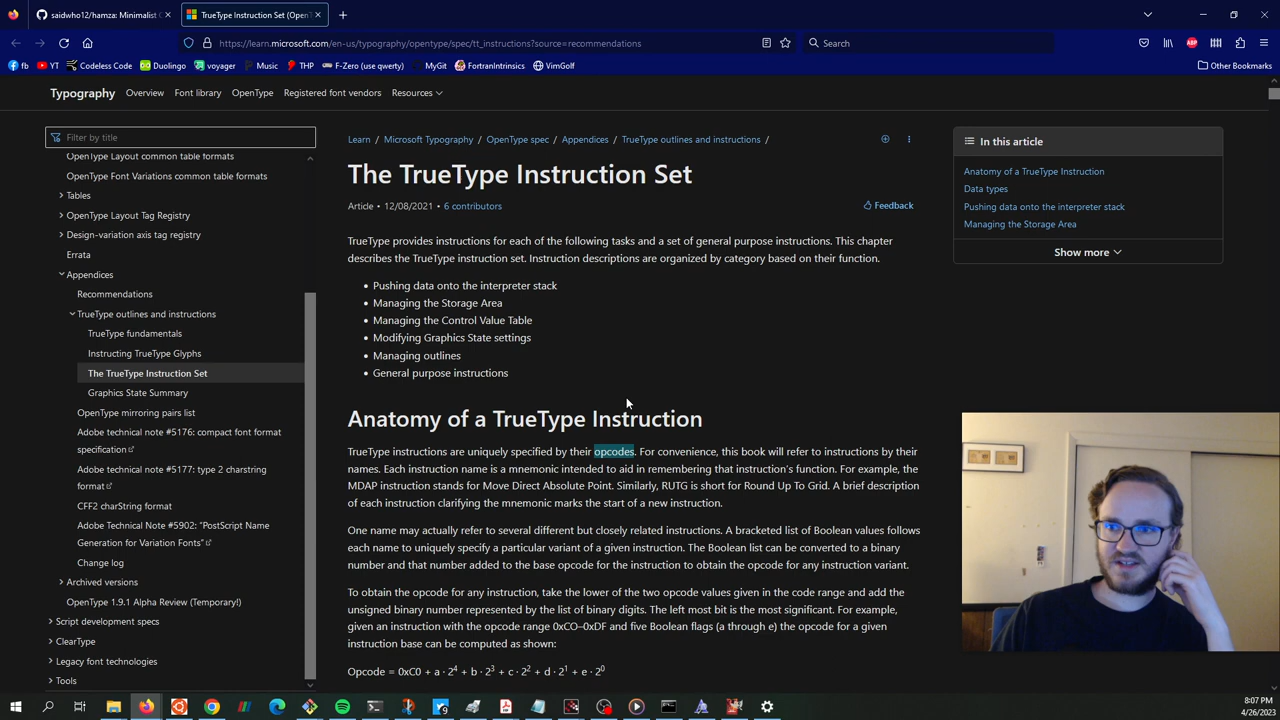 saidwho12/hamza: Minimalist C
TrueType Instruction Set (OpenT
https://learn.microsoft.com/en-us/typography/opentype/spec/tt_instructions?source=recommendations
Search
fb
YT
Codeless Code
Duolingo
voyager
Music
THP
F-Zero (use qwerty)
MyGit
FortranIntrinsics
VimGolf
Other Bookmarks
Typography
Overview
Font library
OpenType
Registered font vendors
Resources
Filter by title
OpenType Layout common table formats
OpenType Font Variations common table formats
Tables
OpenType Layout Tag Registry
Design-variation axis tag registry
Errata
Appendices
Recommendations
TrueType outlines and instructions
TrueType fundamentals
Instructing TrueType Glyphs
The TrueType Instruction Set
Graphics State Summary
OpenType mirroring pairs list
Adobe technical note #5176: compact font format
specification
Adobe technical note #5177: type 2 charstring
format
CFF2 charstring format
Adobe Technical Note #5902: "PostScript Name
Generation for Variation Fonts"
Change log
Archived versions
OpenType 1.9.1 Alpha Review (Temporary!)
Script development specs
ClearType
Legacy font technologies
Tools
Learn / Microsoft Typography / OpenType spec / Appendices / TrueType outlines and instructions /
The TrueType Instruction Set
Article • 12/08/2021 • 6 contributors
Feedback
TrueType provides instructions for each of the following tasks and a set of general purpose instructions. This chapter
describes the TrueType instruction set. Instruction descriptions are organized by category based on their function.
• Pushing data onto the interpreter stack
• Managing the Storage Area
• Managing the Control Value Table
• Modifying Graphics State settings
• Managing outlines
• General purpose instructions
Anatomy of a TrueType Instruction
TrueType instructions are uniquely specified by their opcodes. For convenience, this book will refer to instructions by their
names. Each instruction name is a mnemonic intended to aid in remembering that instruction's function. For example, the
MDAP instruction stands for Move Direct Absolute Point. Similarly, RUTG is short for Round Up To Grid. A brief description
of each instruction clarifying the mnemonic marks the start of a new instruction.
One name may actually refer to several different but closely related instructions. A bracketed list of Boolean values follows
each name to uniquely specify a particular variant of a given instruction. The Boolean list can be converted to a binary
number and that number added to the base opcode for the instruction to obtain the opcode for any instruction variant.
To obtain the opcode for any instruction, take the lower of the two opcode values given in the code range and add the
unsigned binary number represented by the list of binary digits. The left most bit is the most significant. For example,
given an instruction with the opcode range 0xCO–0xDF and five Boolean flags (a through e) the opcode for a given
instruction base can be computed as shown:
Opcode = 0xC0 + a · 2⁴ + b · 2³ + c · 2² + d · 2¹ + e · 2⁰
In this article
Anatomy of a TrueType Instruction
Data types
Pushing data onto the interpreter stack
Managing the Storage Area
Show more
8:07 PM
4/26/2023